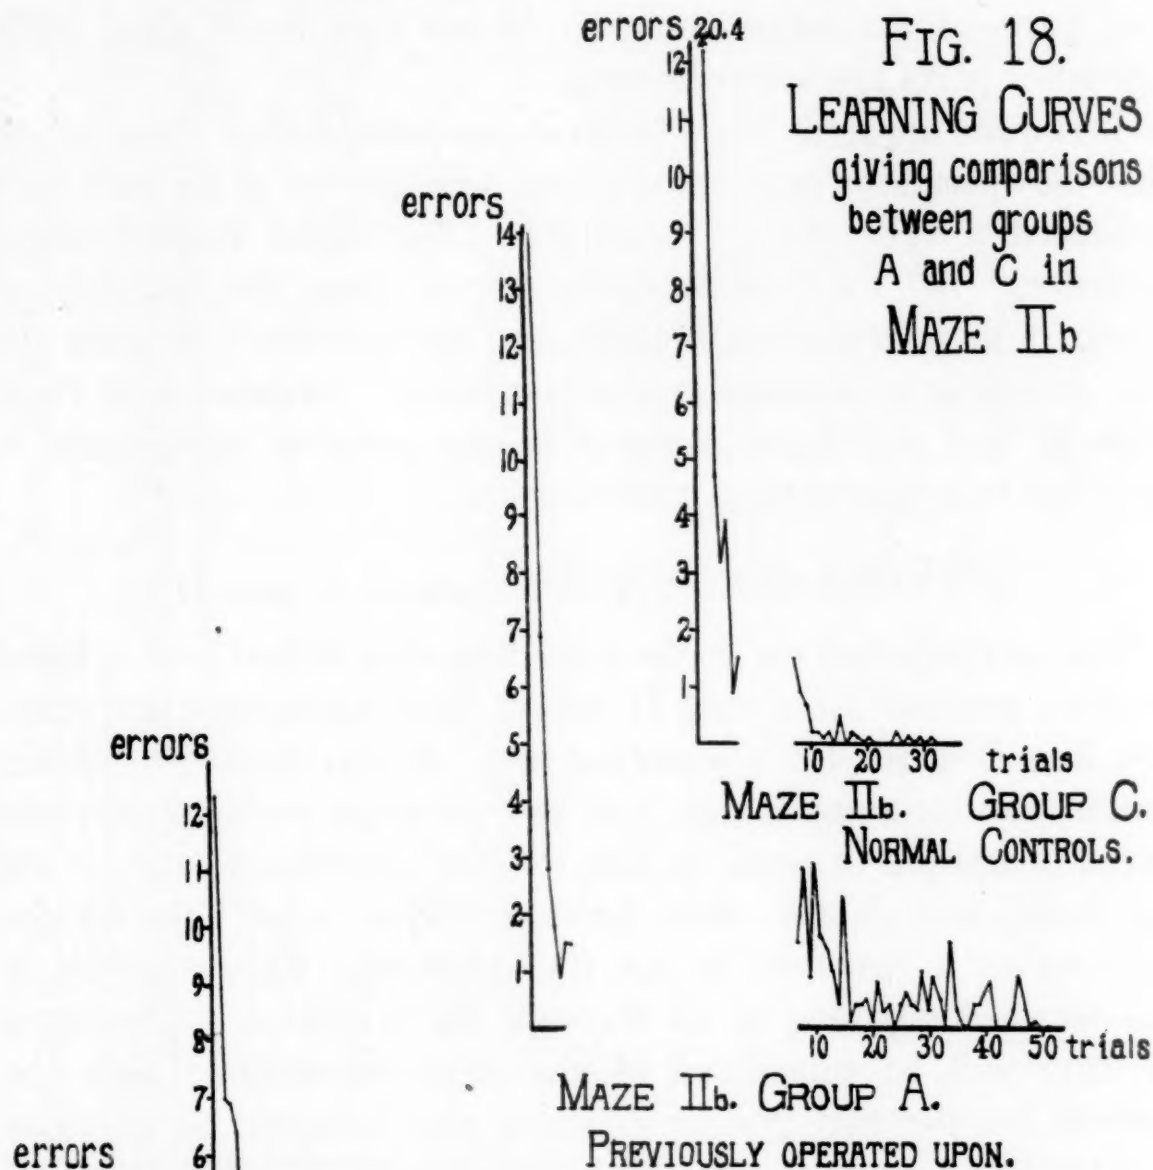 FIG. 18.
LEARNING CURVES
giving comparisons
between groups
A and C in
MAZE IIb
errors 20.4
12
11
10
9
8
7
6
5
4
3
2
1
10 20 30 trials
MAZE IIb. GROUP C.
NORMAL CONTROLS.
errors
14
13
12
11
10
9
8
7
6
5
4
3
2
1
10 20 30 40 50 trials
MAZE IIb. GROUP A.
PREVIOUSLY OPERATED UPON.
errors
12
11
10
9
8
7
6
errors